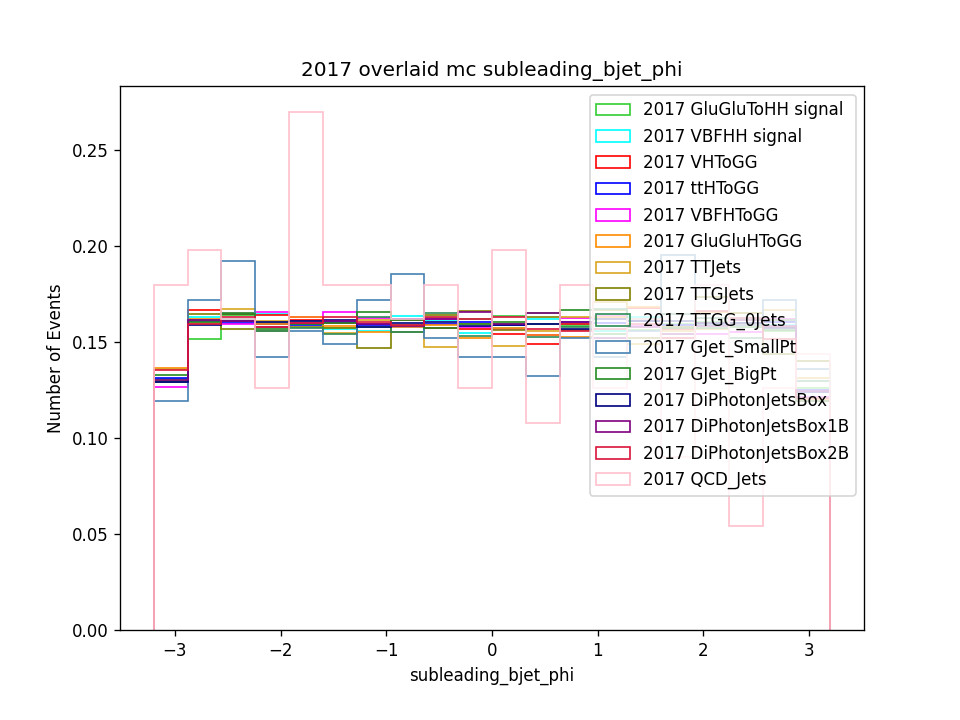 2017 overlaid mc subleading_bjet_phi
Number of Events
0.25
0.20
0.15
0.10
0.05
0.00
2017 GluGluToHH signal
2017 VBFHH signal
2017 VHToGG
2017 ttHToGG
2017 VBFHToGG
2017 GluGluHToGG
2017 TTJets
2017 TTGJets
2017 TTGG_0Jets
2017 GJet_SmallPt
2017 GJet_BigPt
2017 DiPhotonJetsBox
2017 DiPhotonJetsBox1B
2017 DiPhotonJetsBox2B
2017 QCD_Jets
−3 −2 −1 0 1 2 3
subleading_bjet_phi